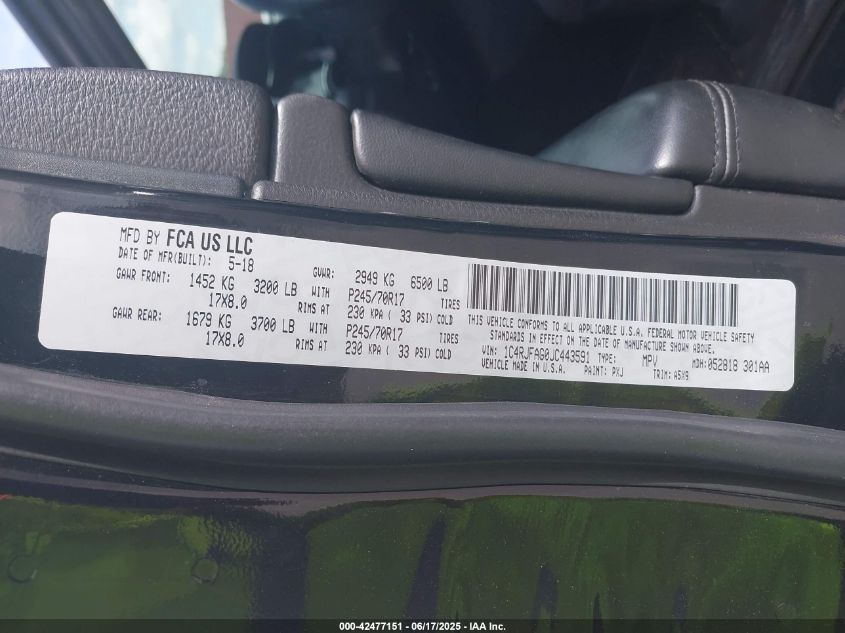 MFD BY FCA US LLC
DATE OF MFR(BUILT): 5-18 GVWR: 2949 KG 6500 LB
GAWR FRONT: 1452 KG 3200 LB WITH P245/70R17 TIRES
17X8.0 RIMS AT 230 KPA ( 33 PSI) COLD
GAWR REAR: 1679 KG 3700 LB WITH P245/70R17 TIRES
17X8.0 RIMS AT 230 KPA ( 33 PSI) COLD
THIS VEHICLE CONFORMS TO ALL APPLICABLE U.S.A. FEDERAL MOTOR VEHICLE SAFETY
STANDARDS IN EFFECT ON THE DATE OF MANUFACTURE SHOWN ABOVE.
VIN: 1C4RJFAG0JC443591 TYPE: MPV MDH:052818 301AA
VEHICLE MADE IN U.S.A. PAINT: PXJ TRIM: A5X9
000-42477151 - 06/17/2025 - IAA Inc.